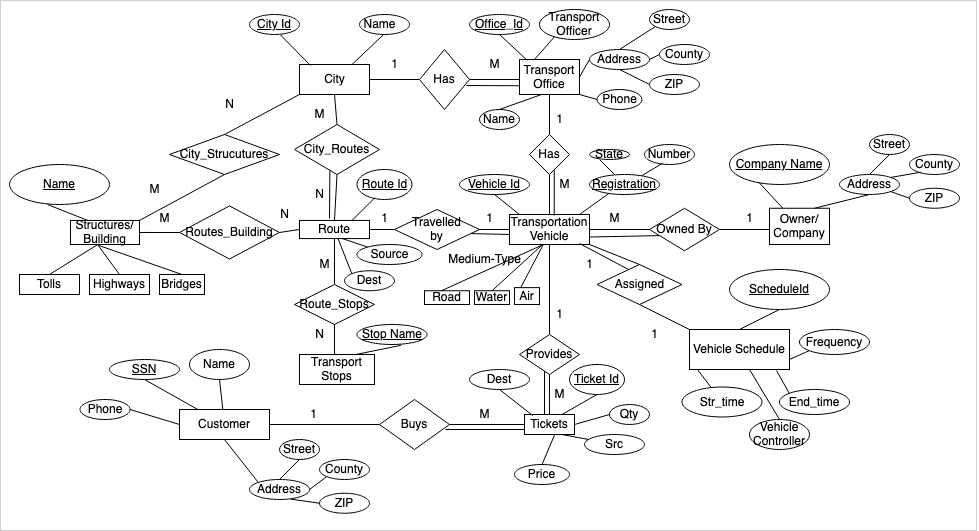 City Id
Name
Office_Id
Transport
Officer
Street
Address
County
ZIP
City
1
Has
M
Transport
Office
Phone
Name
N
M
1
City_Strucutures
City_Routes
Has
State
Number
Street
Company Name
County
Address
ZIP
Name
M
N
Route Id
Vehicle Id
M
Registration
Structures/
Building
M
Routes_Building
N
Route
1
Travelled
by
1
Transportation
Vehicle
M
Owned By
1
Owner/
Company
Source
Medium-Type
1
Dest
M
Tolls
Highways
Bridges
Route_Stops
Road
Water
Air
Assigned
ScheduleId
1
N
Stop Name
1
Vehicle Schedule
Frequency
Transport
Stops
Provides
SSN
Name
Dest
Ticket Id
M
Str_time
End_time
Phone
Customer
1
Buys
M
Tickets
Qty
Vehicle
Controller
Src
Street
County
Address
ZIP
Price